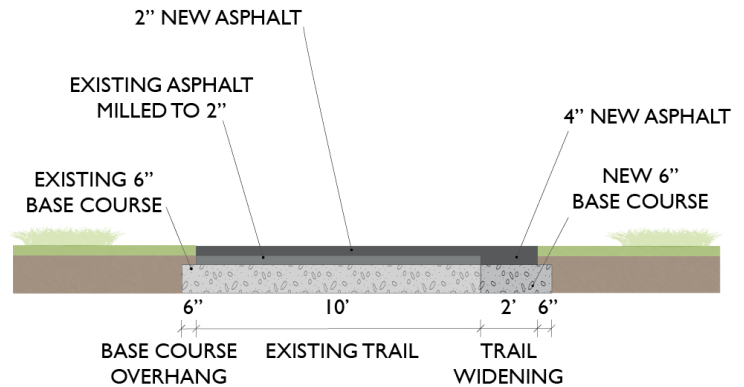 2” NEW ASPHALT
EXISTING ASPHALT
MILLED TO 2”
4” NEW ASPHALT
EXISTING 6”
BASE COURSE
NEW 6”
BASE COURSE
6” 10’ 2’ 6”
BASE COURSE
OVERHANG
EXISTING TRAIL
TRAIL
WIDENING